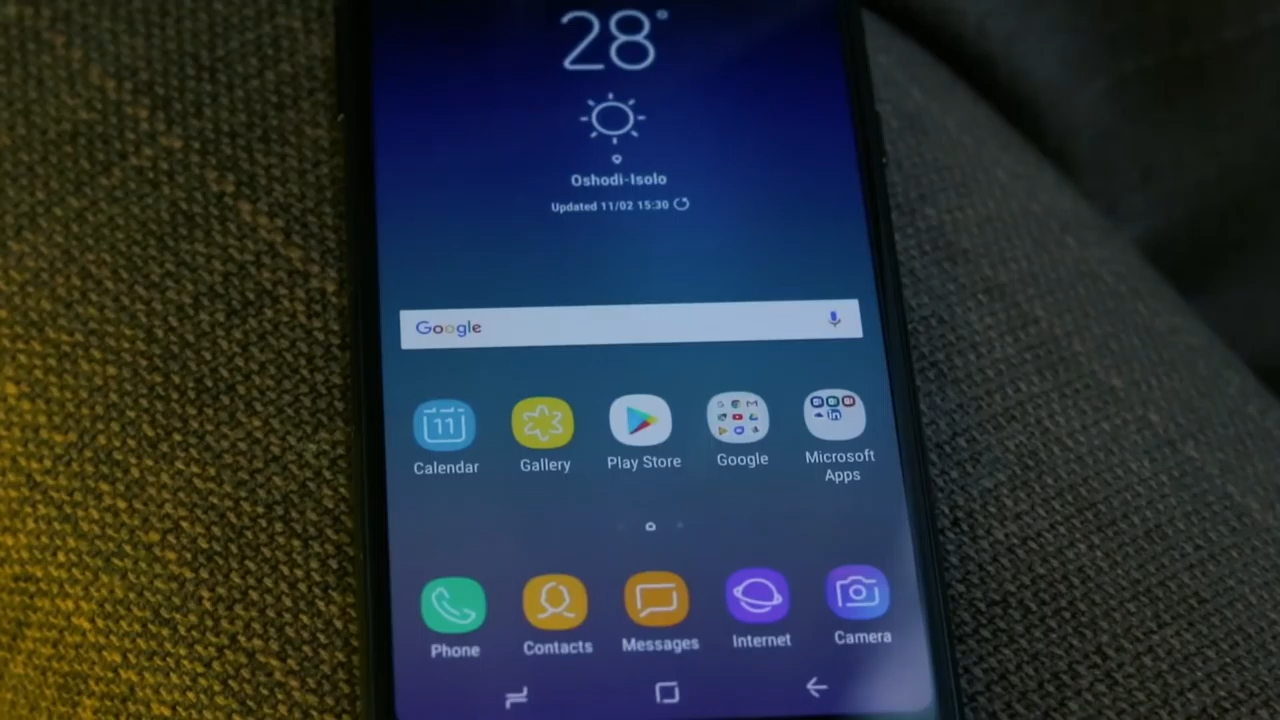 28°
Oshodi-Isolo
Updated 11/02 15:30
Google
11
Calendar
Gallery
Play Store
Google
Microsoft
Apps
in
Phone
Contacts
Messages
Internet
Camera